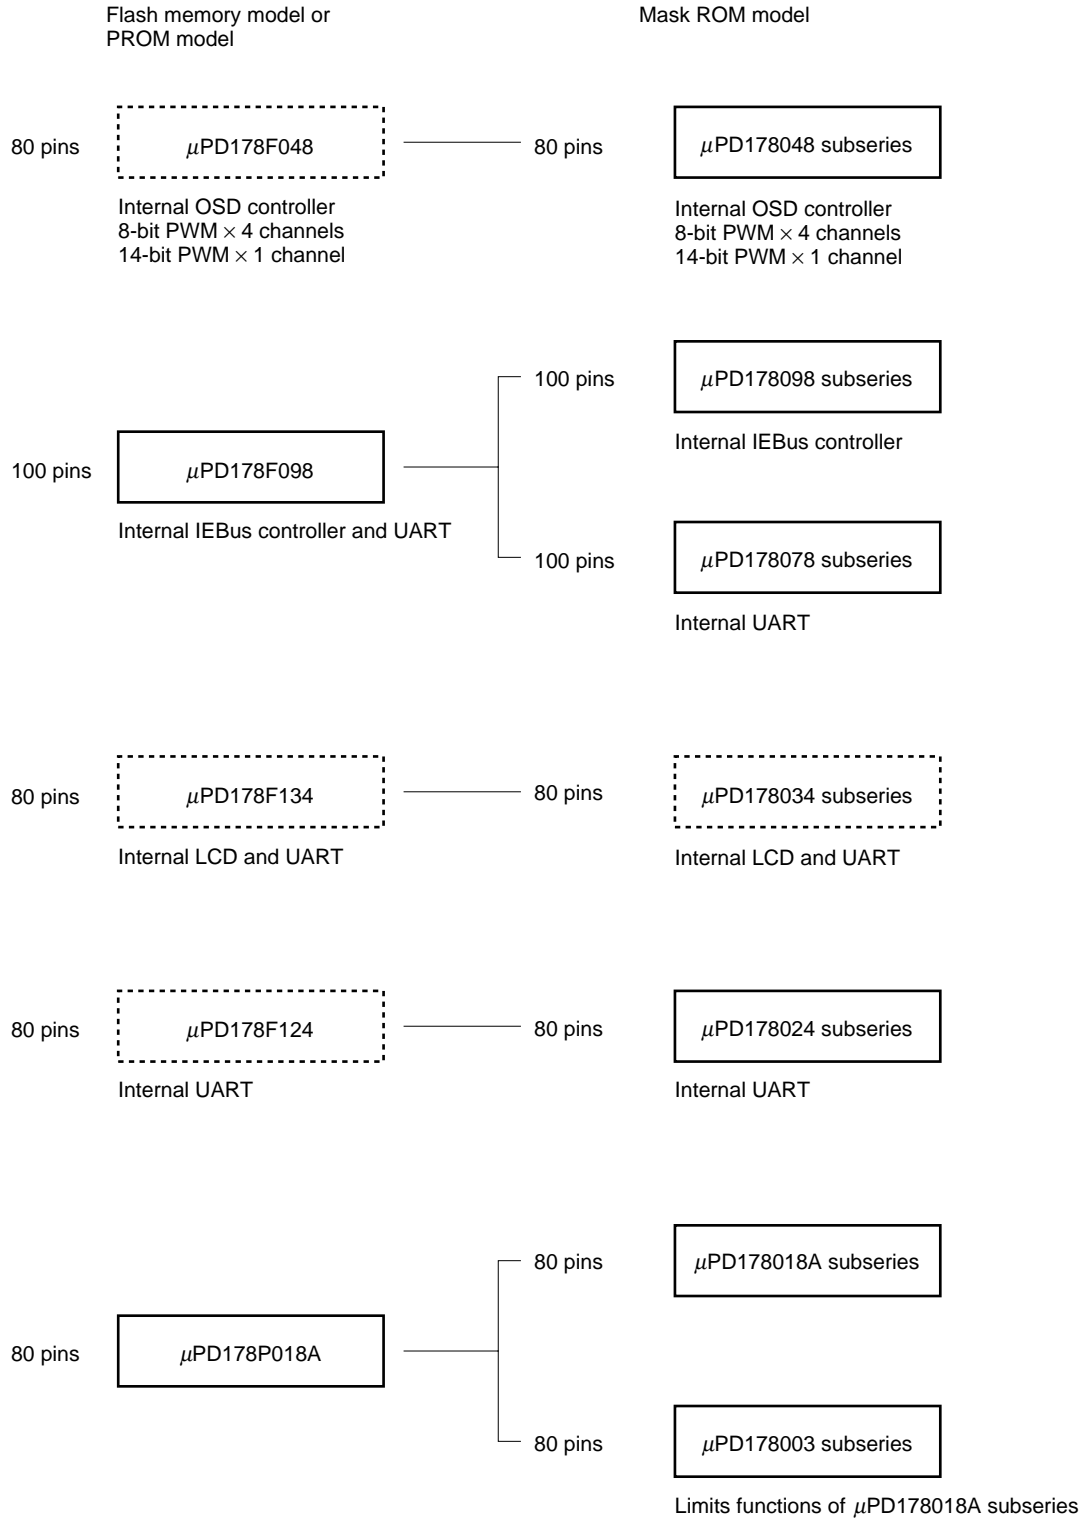 Flash memory model or
PROM model
Mask ROM model
80 pins
μPD178F048
80 pins
μPD178048 subseries
Internal OSD controller
8-bit PWM × 4 channels
14-bit PWM × 1 channel
Internal OSD controller
8-bit PWM × 4 channels
14-bit PWM × 1 channel
100 pins
μPD178098 subseries
Internal IEBus controller
100 pins
μPD178F098
Internal IEBus controller and UART
100 pins
μPD178078 subseries
Internal UART
80 pins
μPD178F134
80 pins
μPD178034 subseries
Internal LCD and UART
Internal LCD and UART
80 pins
μPD178F124
80 pins
μPD178024 subseries
Internal UART
Internal UART
80 pins
μPD178018A subseries
80 pins
μPD178P018A
80 pins
μPD178003 subseries
Limits functions of μPD178018A subseries